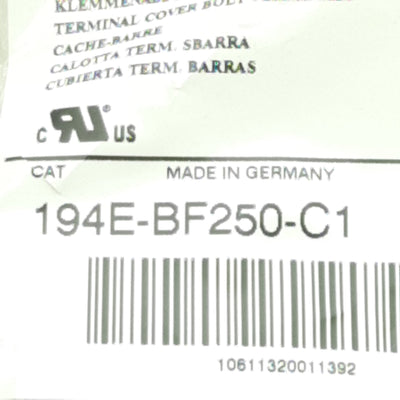 TERMINAL COVER BOLT
CACHE-BARRE
CALOTTA TERM. SBARRA
CUBIERTA TERM. BARRAS
c RU® US
CAT MADE IN GERMANY
194E-BF250-C1
10611320011392